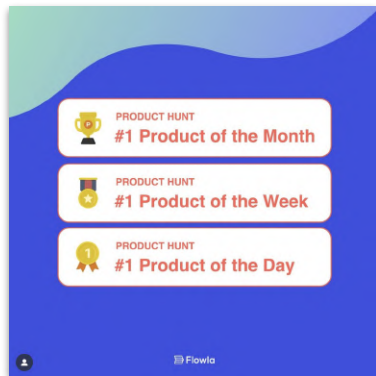 PRODUCT HUNT
#1 Product of the Month
PRODUCT HUNT
#1 Product of the Week
PRODUCT HUNT
1
#1 Product of the Day
Flowla